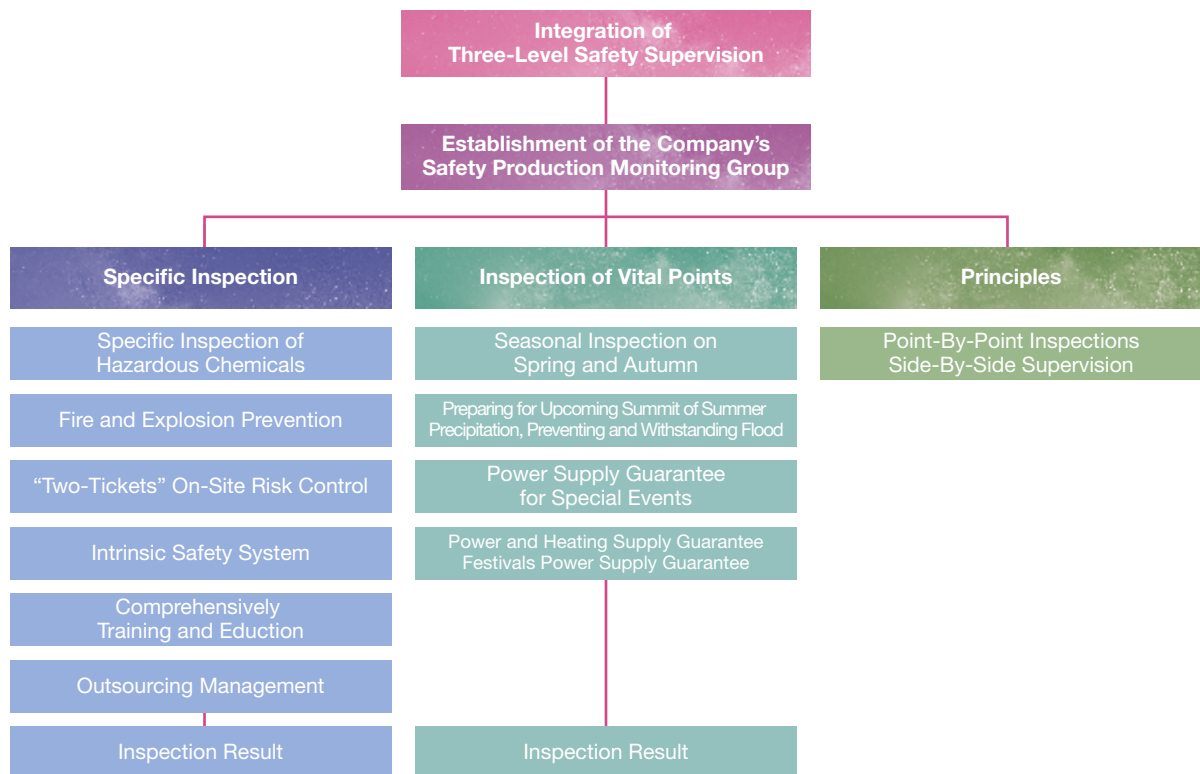 Integration of
Three-Level Safety Supervision
Establishment of the Company’s
Safety Production Monitoring Group
Specific Inspection
Specific Inspection of
Hazardous Chemicals
Fire and Explosion Prevention
“Two-Tickets” On-Site Risk Control
Intrinsic Safety System
Comprehensively
Training and Eduction
Outsourcing Management
Inspection Result
Inspection of Vital Points
Seasonal Inspection on
Spring and Autumn
Preparing for Upcoming Summit of Summer
Precipitation, Preventing and Withstanding Flood
Power Supply Guarantee
for Special Events
Power and Heating Supply Guarantee
Festivals Power Supply Guarantee
Inspection Result
Principles
Point-By-Point Inspections
Side-By-Side Supervision